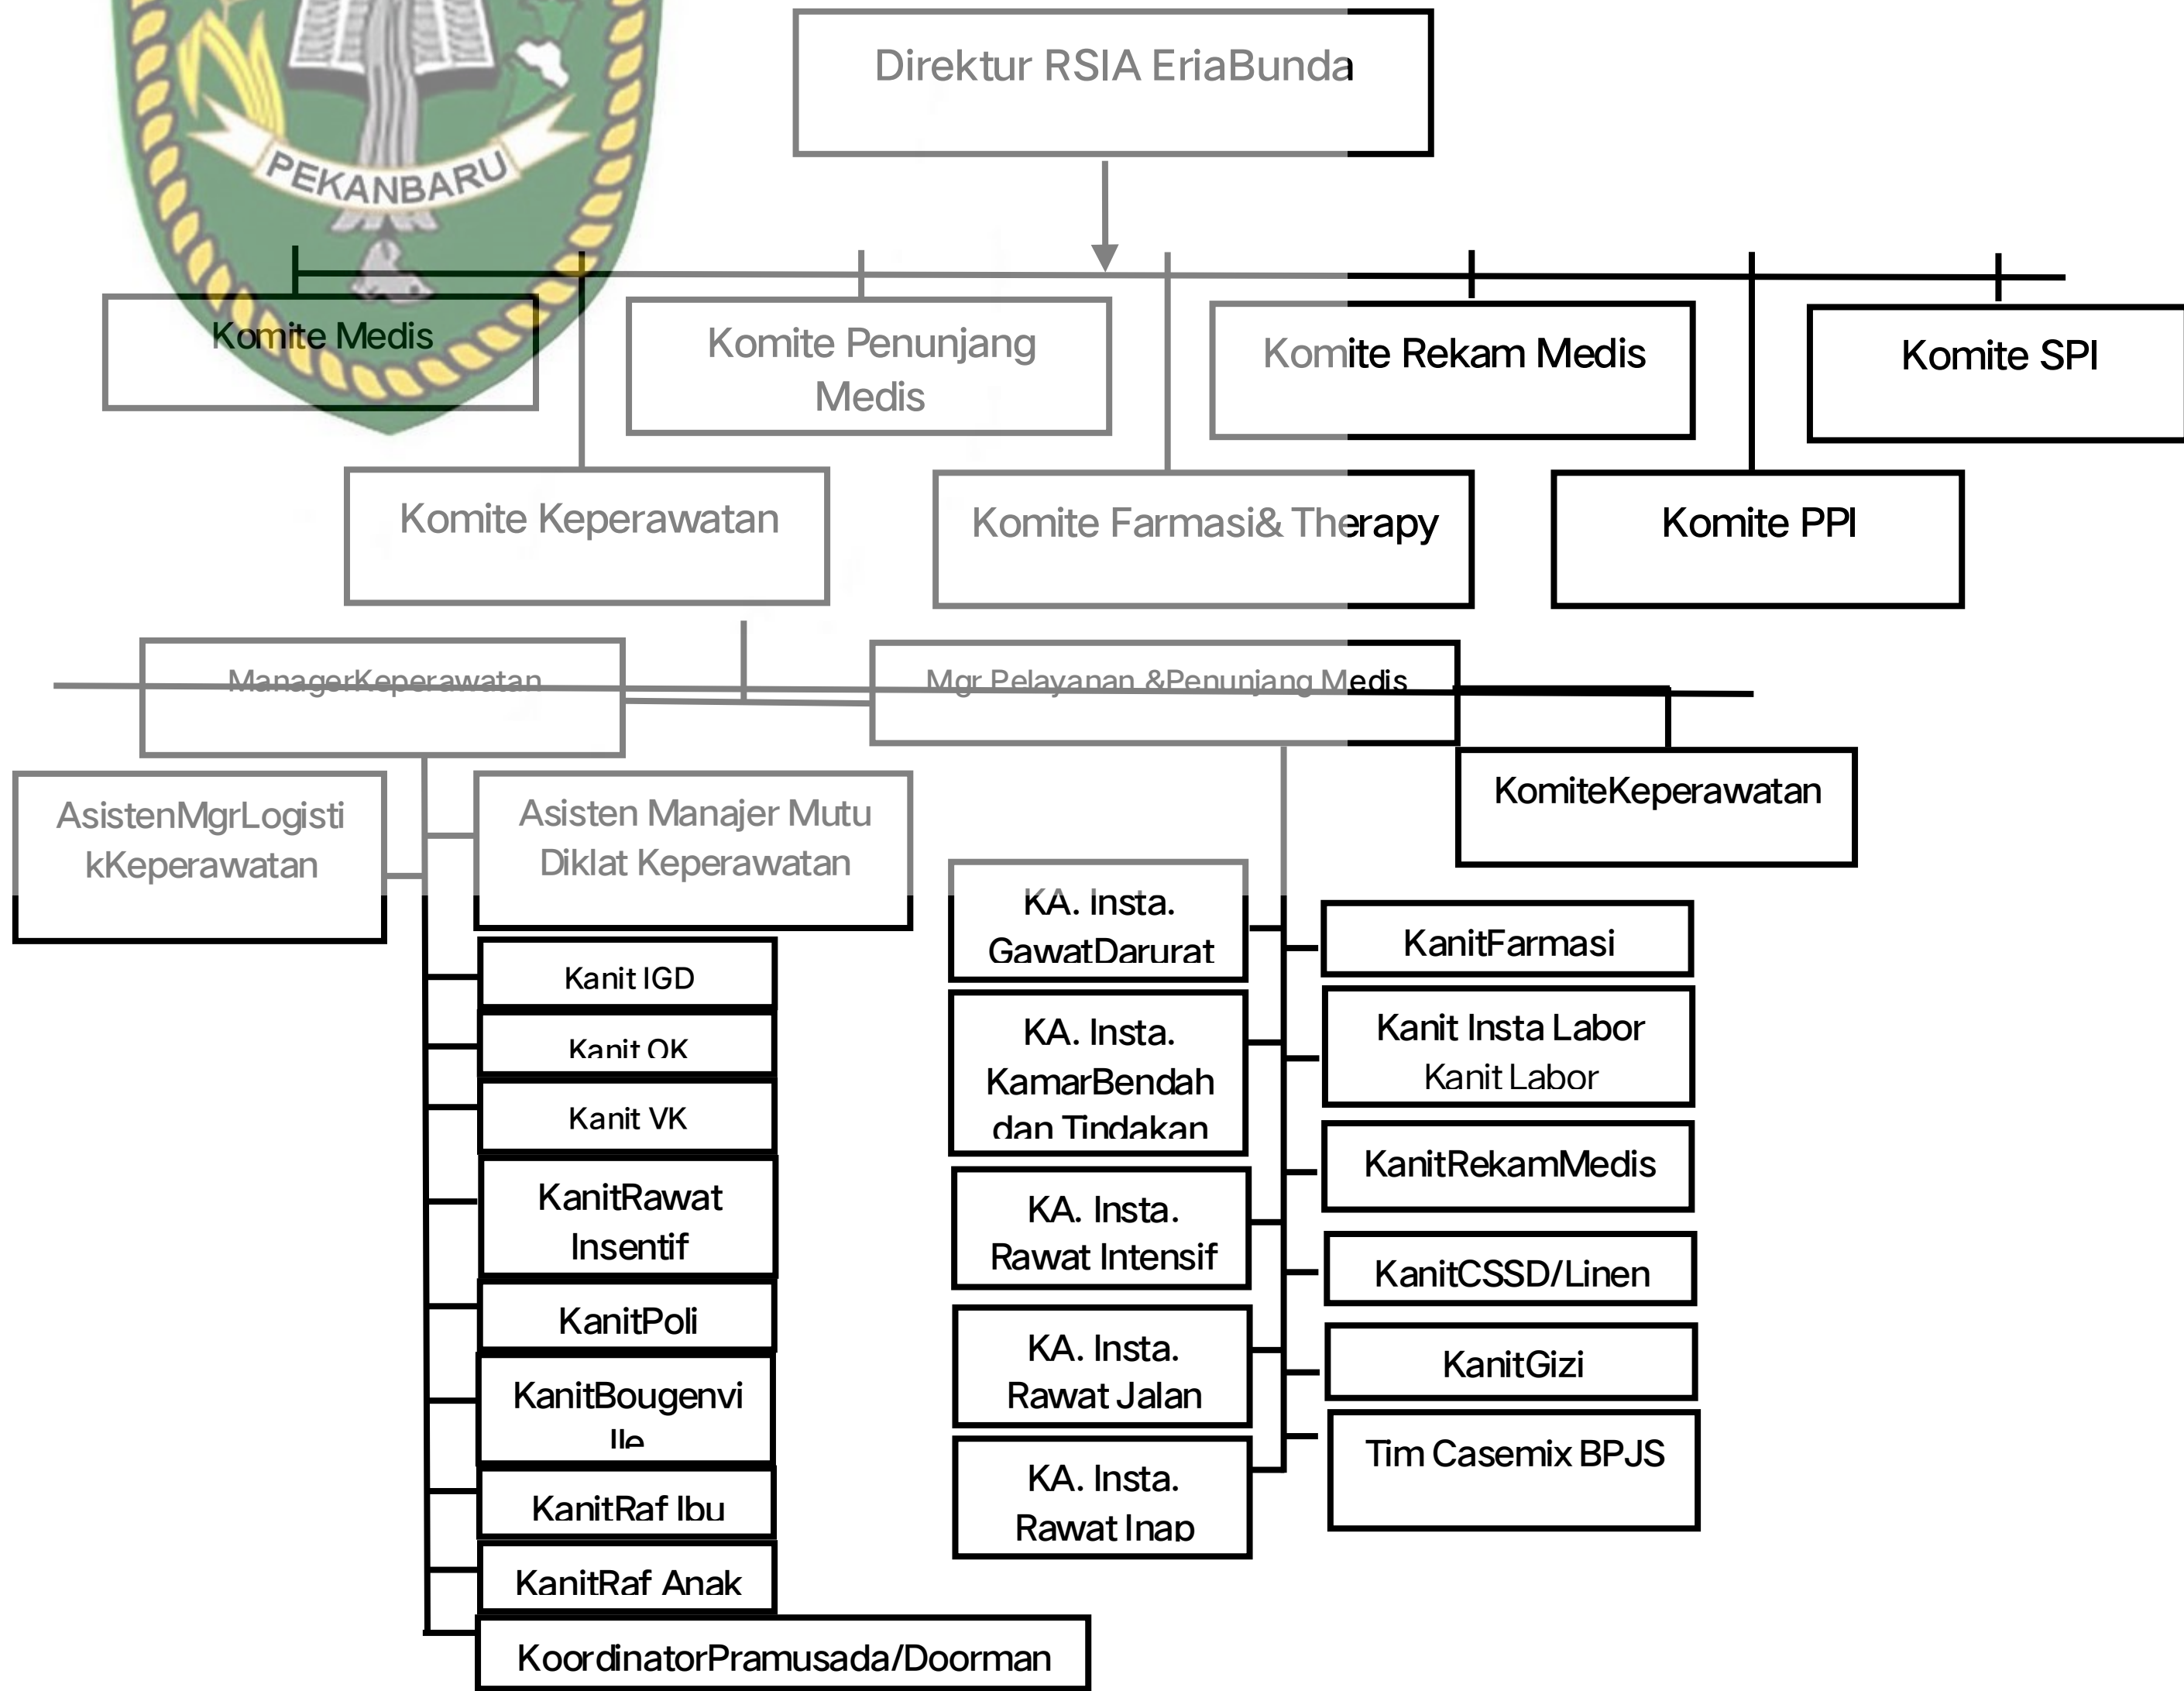 PEKANBARU
Direktur RSIA EriaBunda
Komite Medis
Komite Penunjang
Medis
Komite Rekam Medis
Komite SPI
Komite Keperawatan
Komite Farmasi& Therapy
Komite PPI
ManagerKeperawatan
Mgr Pelayanan &Penunjang Medis
KomiteKeperawatan
AsistenMgrLogisti
kKeperawatan
Asisten Manajer Mutu
Diklat Keperawatan
Kanit IGD
Kanit OK
Kanit VK
KanitRawat
Insentif
KanitPoli
KanitBougenvi
lle
KanitRaf Ibu
KanitRaf Anak
KoordinatorPramusada/Doorman
KA. Insta.
GawatDarurat
KA. Insta.
KamarBendah
dan Tindakan
KA. Insta.
Rawat Intensif
KA. Insta.
Rawat Jalan
KA. Insta.
Rawat Inap
KanitFarmasi
Kanit Insta Labor
Kanit Labor
KanitRekamMedis
KanitCSSD/Linen
KanitGizi
Tim Casemix BPJS